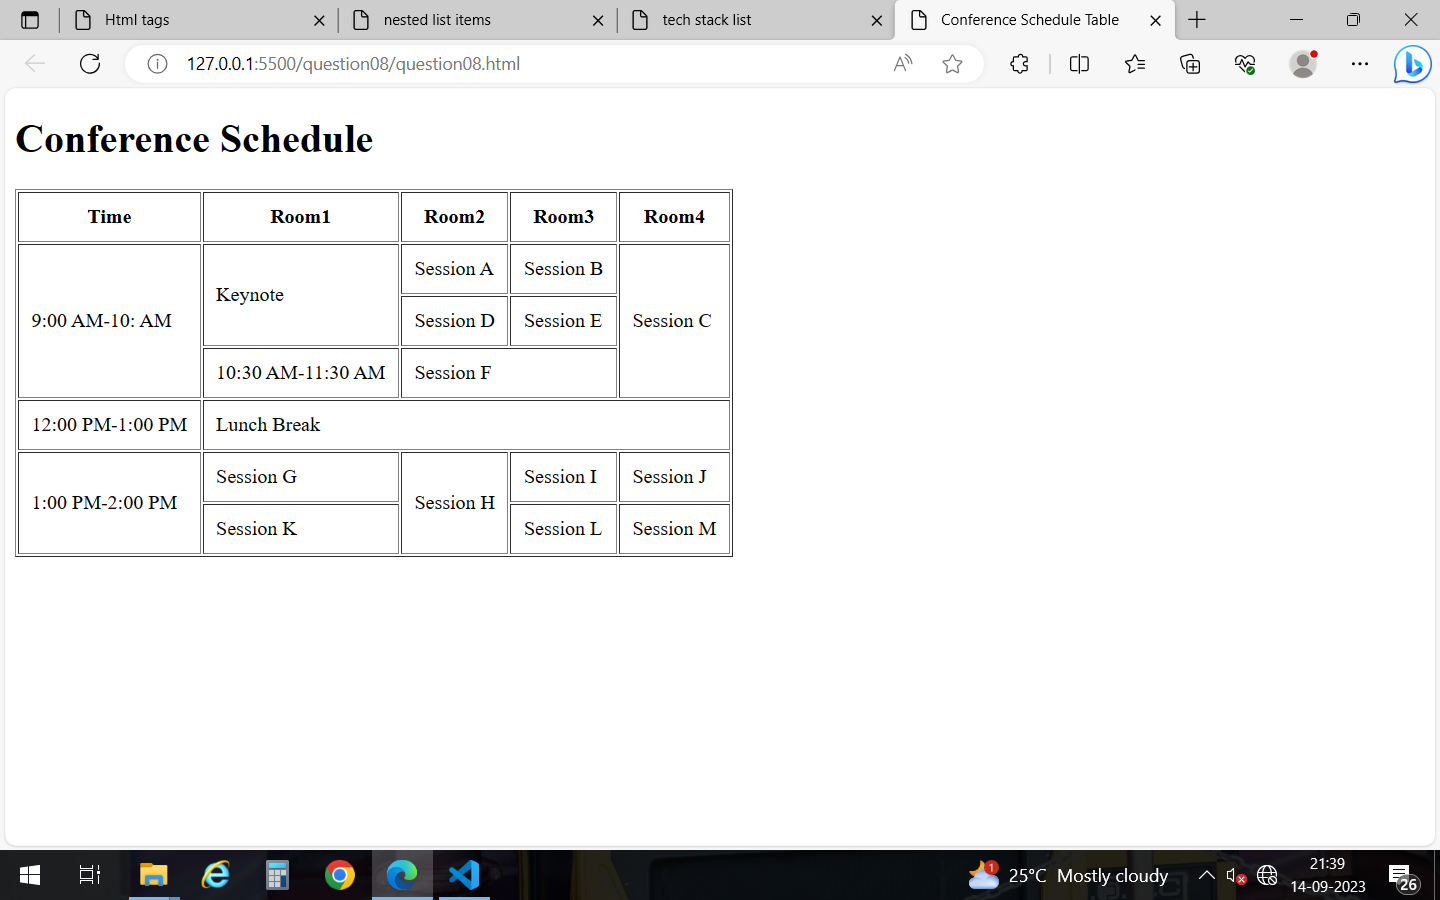 Html tags
nested list items
tech stack list
Conference Schedule Table
127.0.0.1:5500/question08/question08.html
Conference Schedule
Time Room1 Room2 Room3 Room4
9:00 AM-10: AM Keynote Session A Session B Session C
Session D Session E
10:30 AM-11:30 AM Session F
12:00 PM-1:00 PM Lunch Break
1:00 PM-2:00 PM Session G Session H Session I Session J
Session K Session L Session M
1
25°C Mostly cloudy
21:39
14-09-2023
26